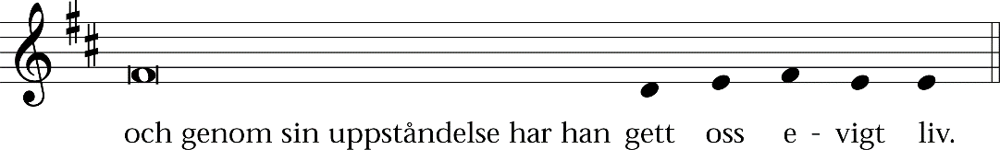 och genom sin uppståndelse har han gett oss e - vigt liv.